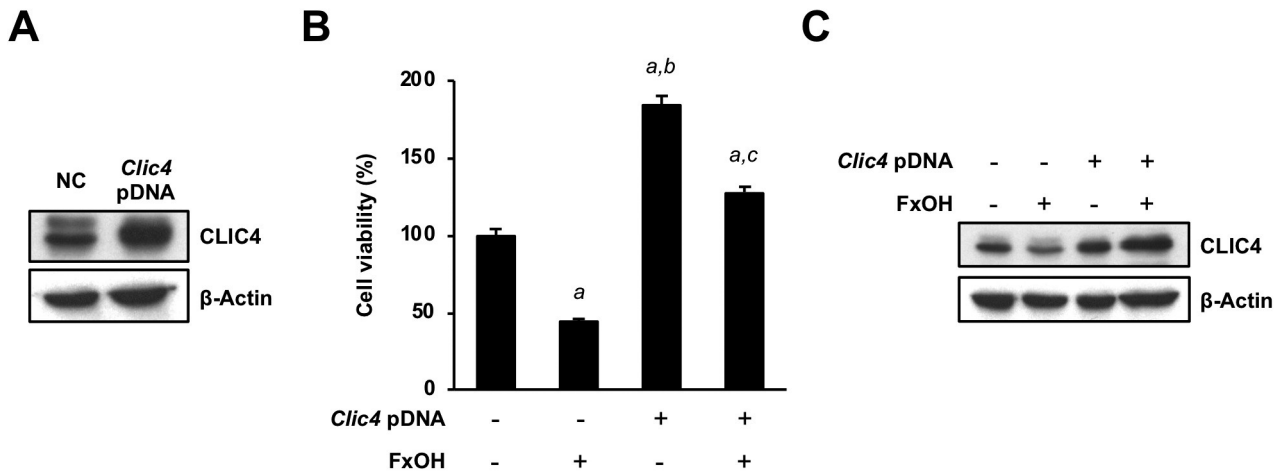 A
NC
Clic4
pDNA
CLIC4
β-Actin
B
Cell viability (%)
200
150
100
50
0
a
a,b
a,c
Clic4 pDNA - - + +
FxOH - + - +
C
Clic4 pDNA - - + +
FxOH - + - +
CLIC4
β-Actin